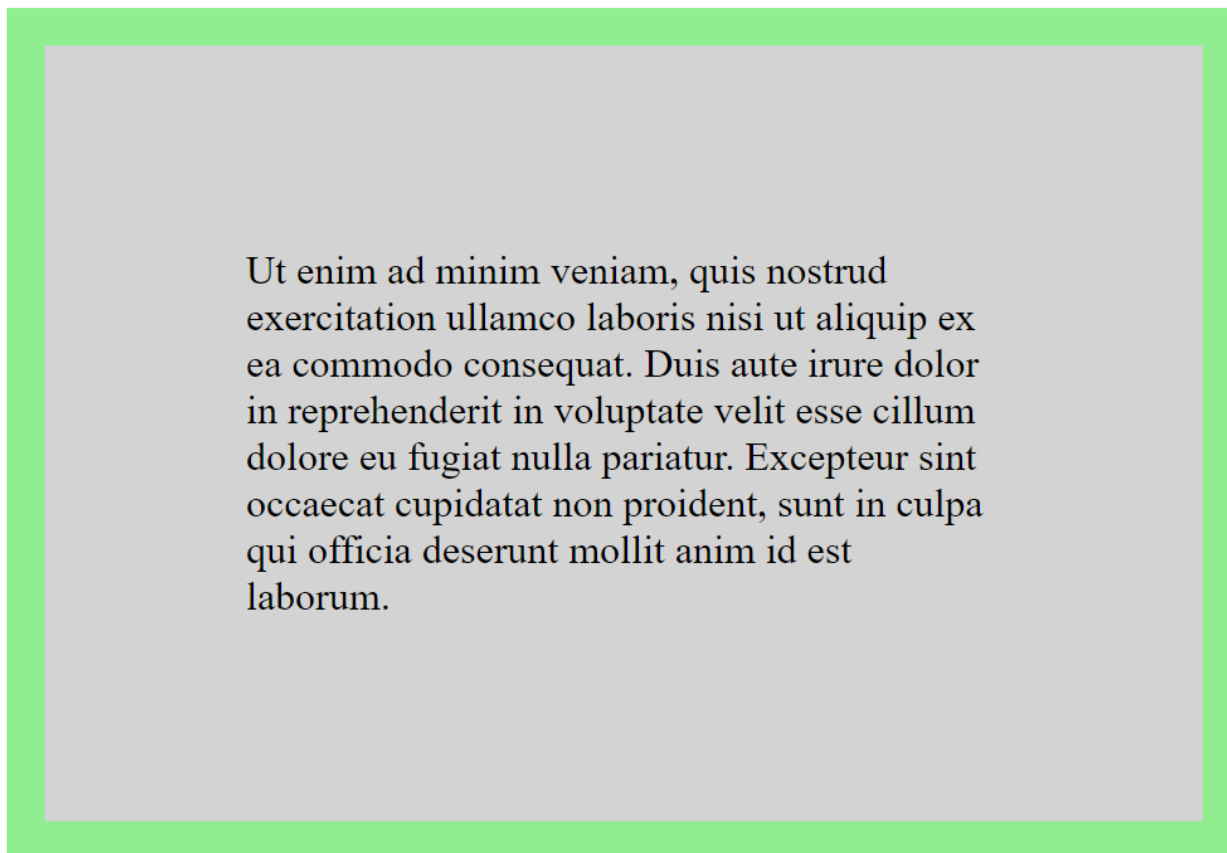 Ut enim ad minim veniam, quis nostrud
exercitation ullamco laboris nisi ut aliquip ex
ea commodo consequat. Duis aute irure dolor
in reprehenderit in voluptate velit esse cillum
dolore eu fugiat nulla pariatur. Excepteur sint
occaecat cupidatat non proident, sunt in culpa
qui officia deserunt mollit anim id est
laborum.